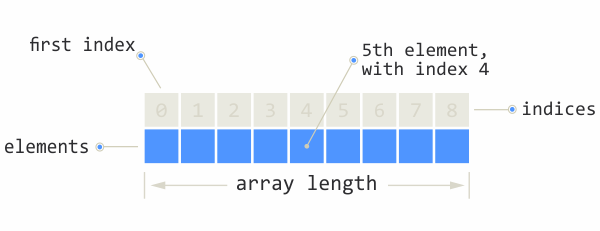 first index
5th element,
with index 4
0 1 2 3 4 5 6 7 8
indices
elements
array length